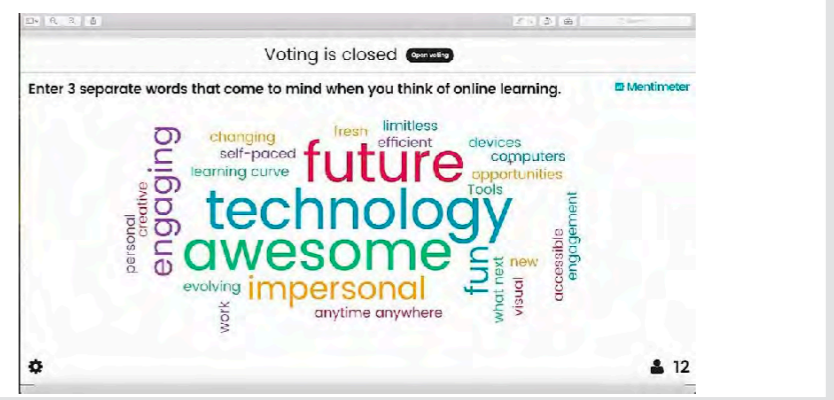 Voting is closed Open voting
Enter 3 separate words that come to mind when you think of online learning.
Mentimeter
limitless
fresh
changing
efficient
devices
self-paced
future
computers
learning curve
opportunities
Tools
engaging
creative
personal
technology
awesome
fun
what next
new
visual
accessible
engagement
evolving
impersonal
work
anytime anywhere
12